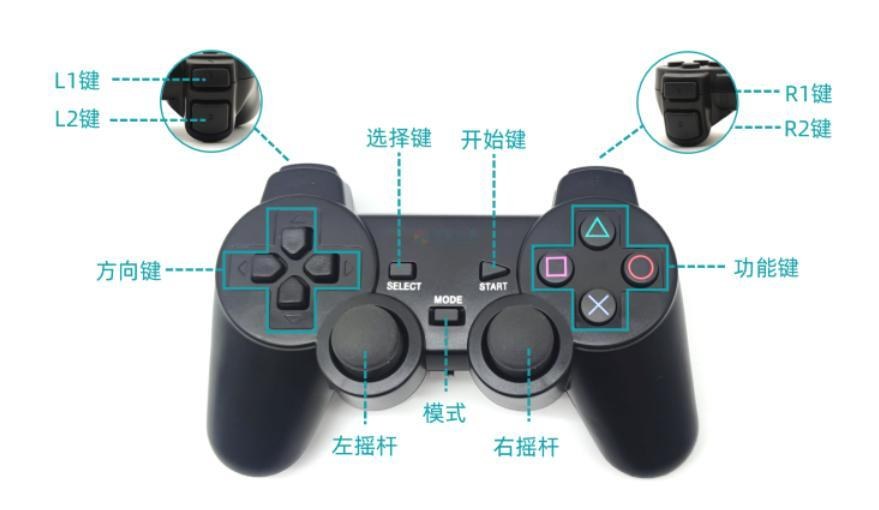 L1键
L2键
R1键
R2键
选择键
开始键
方向键
功能键
SELECT
START
MODE
模式
左摇杆
右摇杆